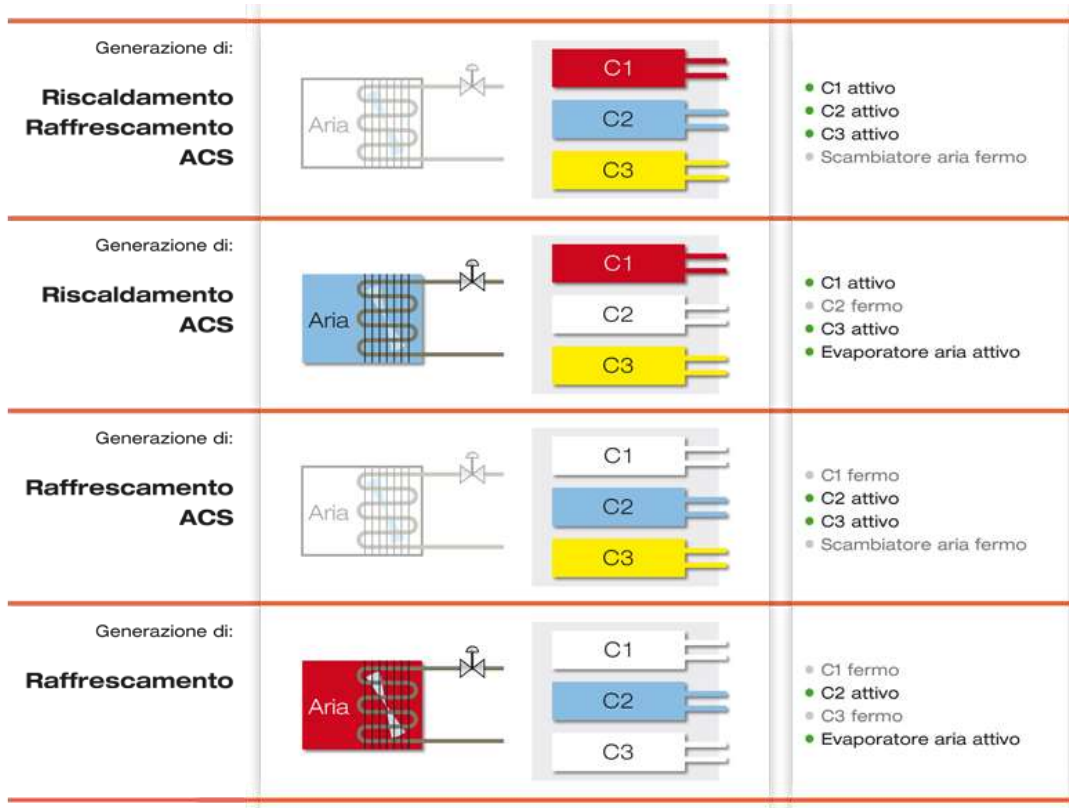 Generazione di:
Riscaldamento
Raffrescamento
ACS
Aria
C1
C2
C3
C1 attivo
C2 attivo
C3 attivo
Scambiatore aria fermo
Generazione di:
Riscaldamento
ACS
Aria
C1
C2
C3
C1 attivo
C2 fermo
C3 attivo
Evaporatore aria attivo
Generazione di:
Raffrescamento
ACS
Aria
C1
C2
C3
C1 fermo
C2 attivo
C3 attivo
Scambiatore aria fermo
Generazione di:
Raffrescamento
Aria
C1
C2
C3
C1 fermo
C2 attivo
C3 fermo
Evaporatore aria attivo